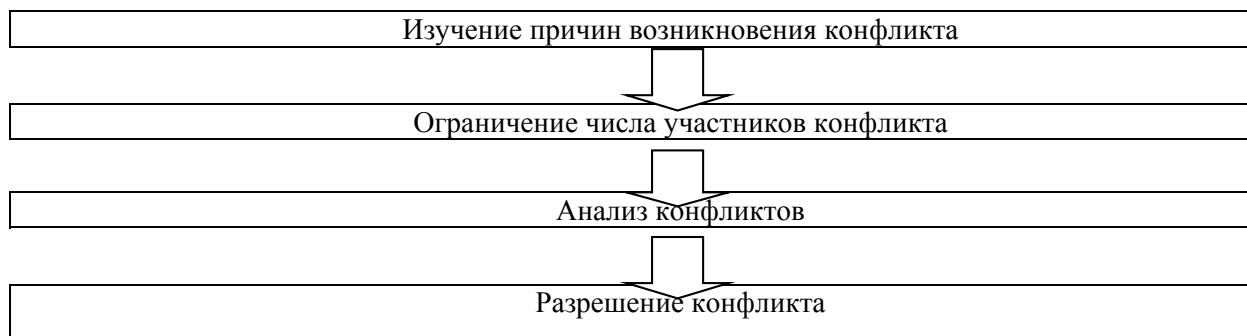 Изучение причин возникновения конфликта
Ограничение числа участников конфликта
Анализ конфликтов
Разрешение конфликта